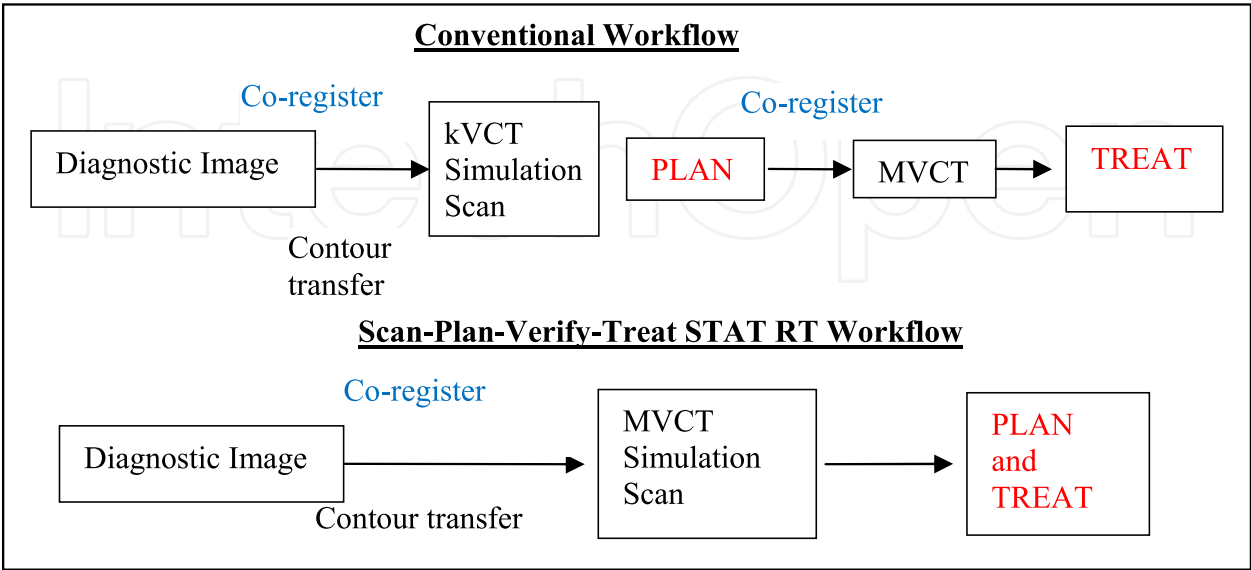 Conventional Workflow
Co-register
Co-register
Diagnostic Image
kVCT
Simulation
Scan
PLAN
MVCT
TREAT
Contour
transfer
IntechOpen
Scan-Plan-Verify-Treat STAT RT Workflow
Co-register
Diagnostic Image
MVCT
Simulation
Scan
PLAN
and
TREAT
Contour transfer